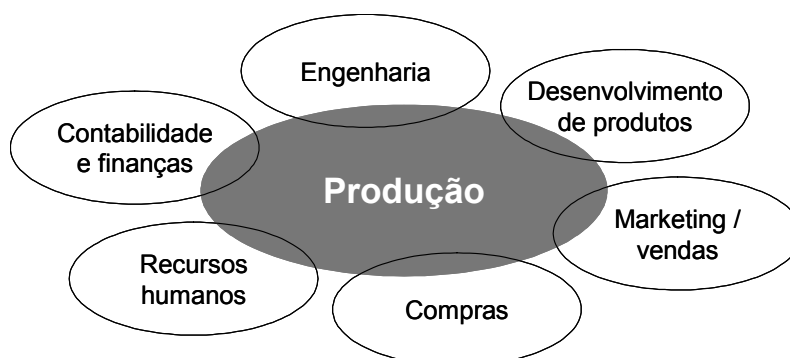 Engenharia
Desenvolvimento
de produtos
Contabilidade
e finanças
Produção
Marketing /
vendas
Recursos
humanos
Compras